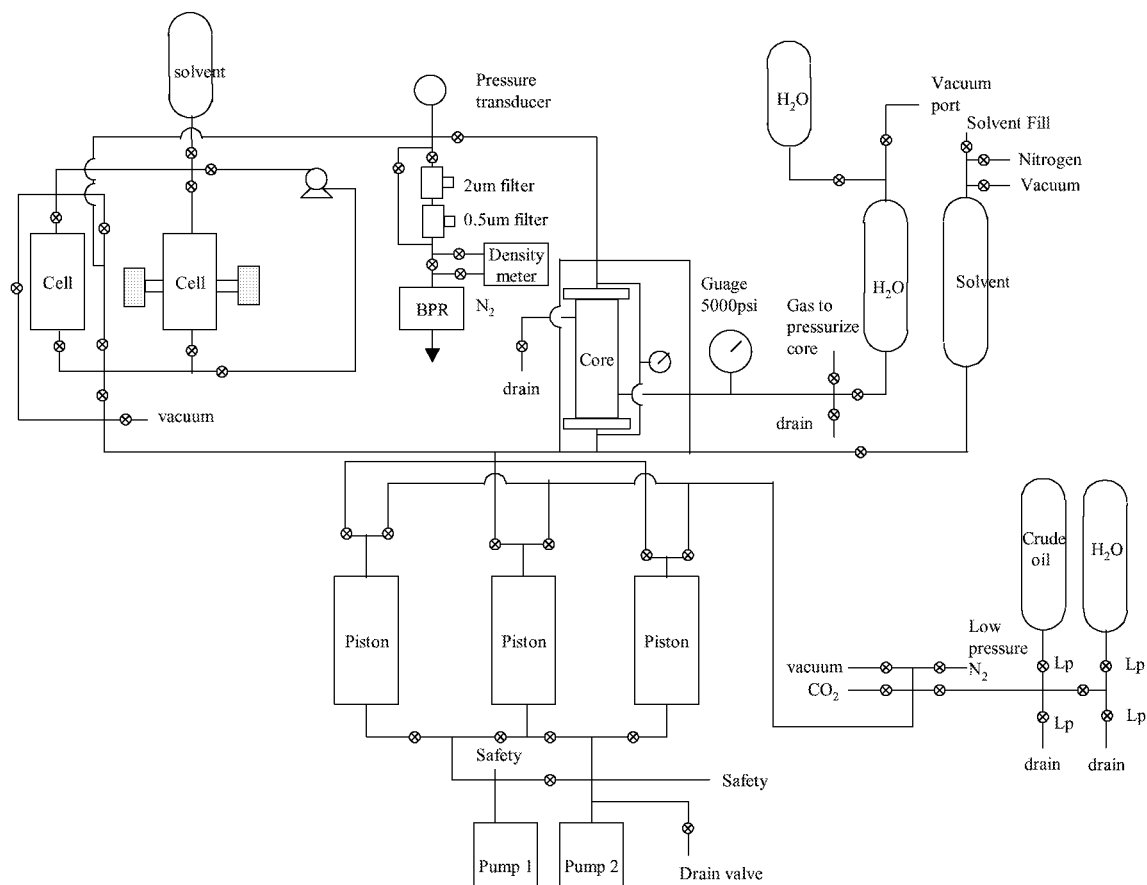 solvent
Pressure
transducer
H₂O
Vacuum
port
Solvent Fill
Nitrogen
Vacuum
2um filter
0.5um filter
Cell
Cell
Density
meter
BPR
N₂
Guage
5000psi
Gas to
pressurize
core
H₂O
Solvent
Core
drain
drain
vacuum
Crude
oil
H₂O
Piston
Piston
Piston
Low
pressure
N₂
vacuum
CO₂
Lp
Lp
Lp
Lp
drain
drain
Safety
Safety
Pump 1
Pump 2
Drain valve